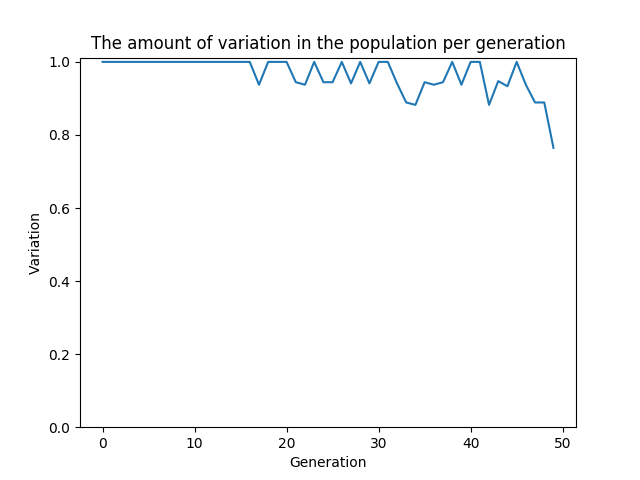 The amount of variation in the population per generation
1.0
0.8
0.6
0.4
0.2
0.0
Variation
0 10 20 30 40 50
Generation